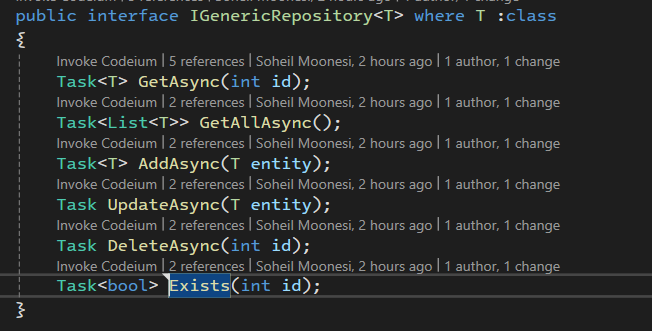 public interface IGenericRepository<T> where T :class
{
Invoke Codeium | 5 references | Soheil Moonesi, 2 hours ago | 1 author, 1 change
Task<T> GetAsync(int id);
Invoke Codeium | 2 references | Soheil Moonesi, 2 hours ago | 1 author, 1 change
Task<List<T>> GetAllAsync();
Invoke Codeium | 2 references | Soheil Moonesi, 2 hours ago | 1 author, 1 change
Task<T> AddAsync(T entity);
Invoke Codeium | 2 references | Soheil Moonesi, 2 hours ago | 1 author, 1 change
Task UpdateAsync(T entity);
Invoke Codeium | 2 references | Soheil Moonesi, 2 hours ago | 1 author, 1 change
Task DeleteAsync(int id);
Invoke Codeium | 2 references | Soheil Moonesi, 2 hours ago | 1 author, 1 change
Task<bool> Exists(int id);
}